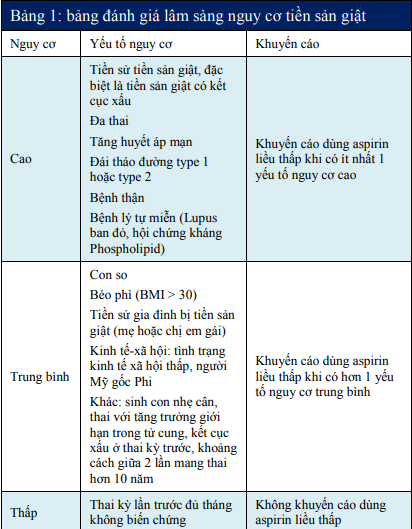 Bảng 1: bảng đánh giá lâm sàng nguy cơ tiền sản giật
Nguy cơ
Yếu tố nguy cơ
Khuyến cáo
Cao
Tiền sử tiền sản giật, đặc
biệt là tiền sản giật có kết
cục xấu
Đa thai
Tăng huyết áp mạn
Đái tháo đường type 1
hoặc type 2
Bệnh thận
Bệnh lý tự miễn (Lupus
ban đỏ, hội chứng kháng
Phospholipid)
Khuyến cáo dùng aspirin
liều thấp khi có ít nhất 1
yếu tố nguy cơ cao
Trung bình
Con so
Béo phì (BMI > 30)
Tiền sử gia đình bị tiền sản
giật (mẹ hoặc chị em gái)
Kinh tế-xã hội: tình trạng
kinh tế xã hội thấp, người
Mỹ gốc Phi
Khác: sinh con nhẹ cân,
thai với tăng trưởng giới
hạn trong tử cung, kết cục
xấu ở thai kỳ trước, khoảng
cách giữa 2 lần mang thai
hơn 10 năm
Khuyến cáo dùng aspirin
liều thấp khi có hơn 1 yếu
tố nguy cơ trung bình
Thấp
Thai kỳ lần trước đủ tháng
không biến chứng
Không khuyến cáo dùng
aspirin liều thấp